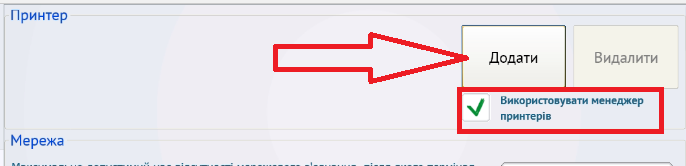 Принтер
Додати
Видалити
Використовувати менеджер
принтерів
Мережа